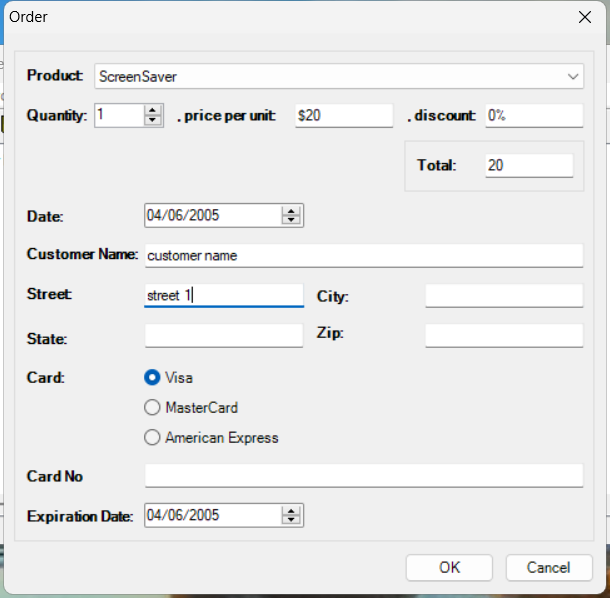 Order
Product: ScreenSaver
Quantity: 1 , price per unit: $20 , discount: 0%
Total: 20
Date: 04/06/2005
Customer Name: customer name
Street: street 1 City:
State: Zip:
Card: Visa
MasterCard
American Express
Card No
Expiration Date: 04/06/2005
OK Cancel